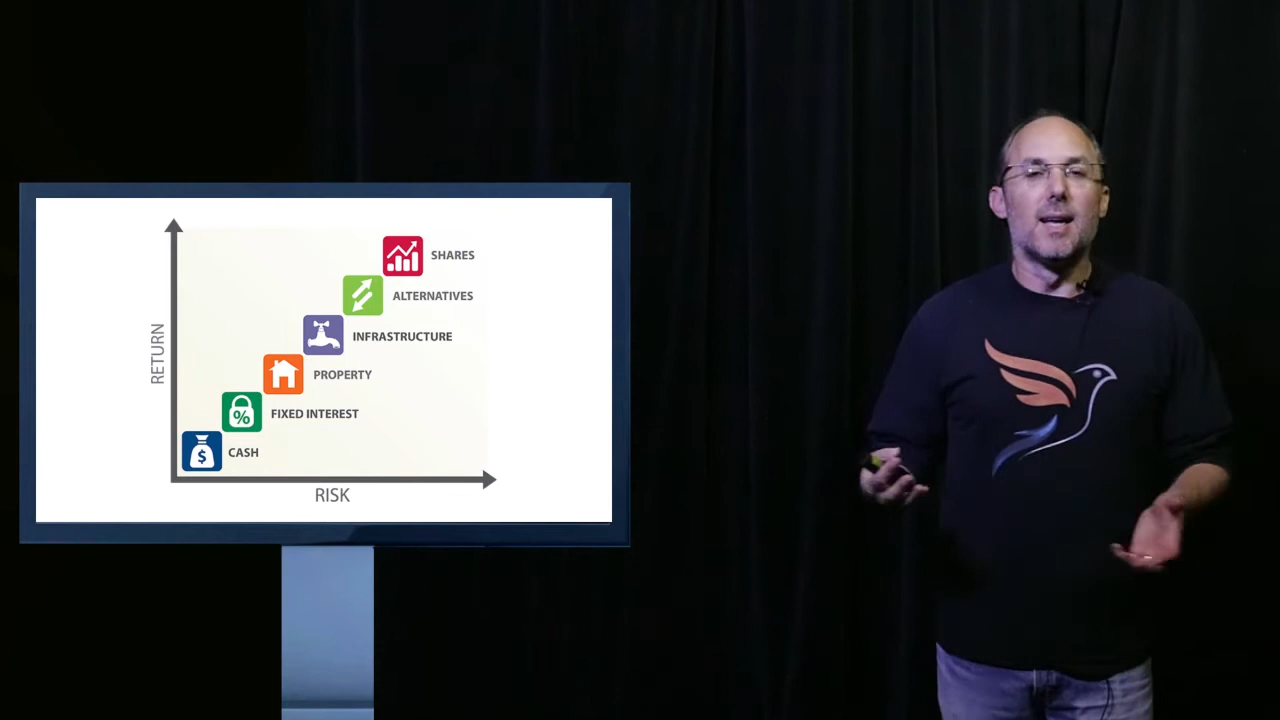 SHARES
ALTERNATIVES
INFRASTRUCTURE
RETURN
PROPERTY
FIXED INTEREST
%
$
CASH
RISK